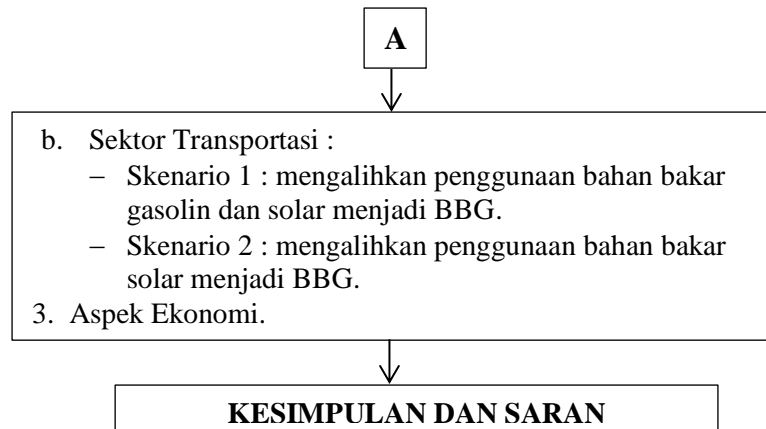 A
b. Sektor Transportasi :
– Skenario 1 : mengalihkan penggunaan bahan bakar
gasolin dan solar menjadi BBG.
– Skenario 2 : mengalihkan penggunaan bahan bakar
solar menjadi BBG.
3. Aspek Ekonomi.
KESIMPULAN DAN SARAN